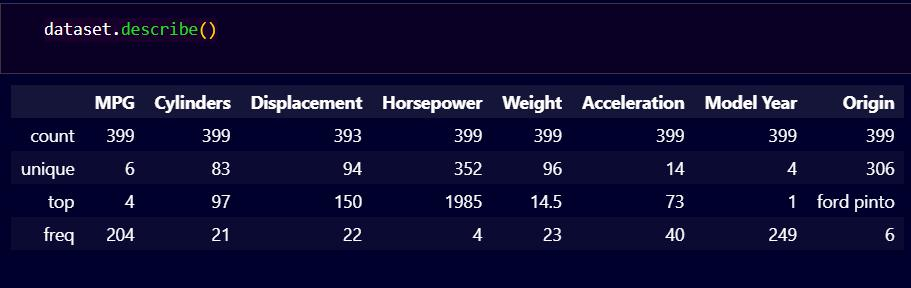 dataset.describe()
MPG Cylinders Displacement Horsepower Weight Acceleration Model Year Origin
count 399 399 393 399 399 399 399 399
unique 6 83 94 352 96 14 4 306
top 4 97 150 1985 14.5 73 1 ford pinto
freq 204 21 22 4 23 40 249 6